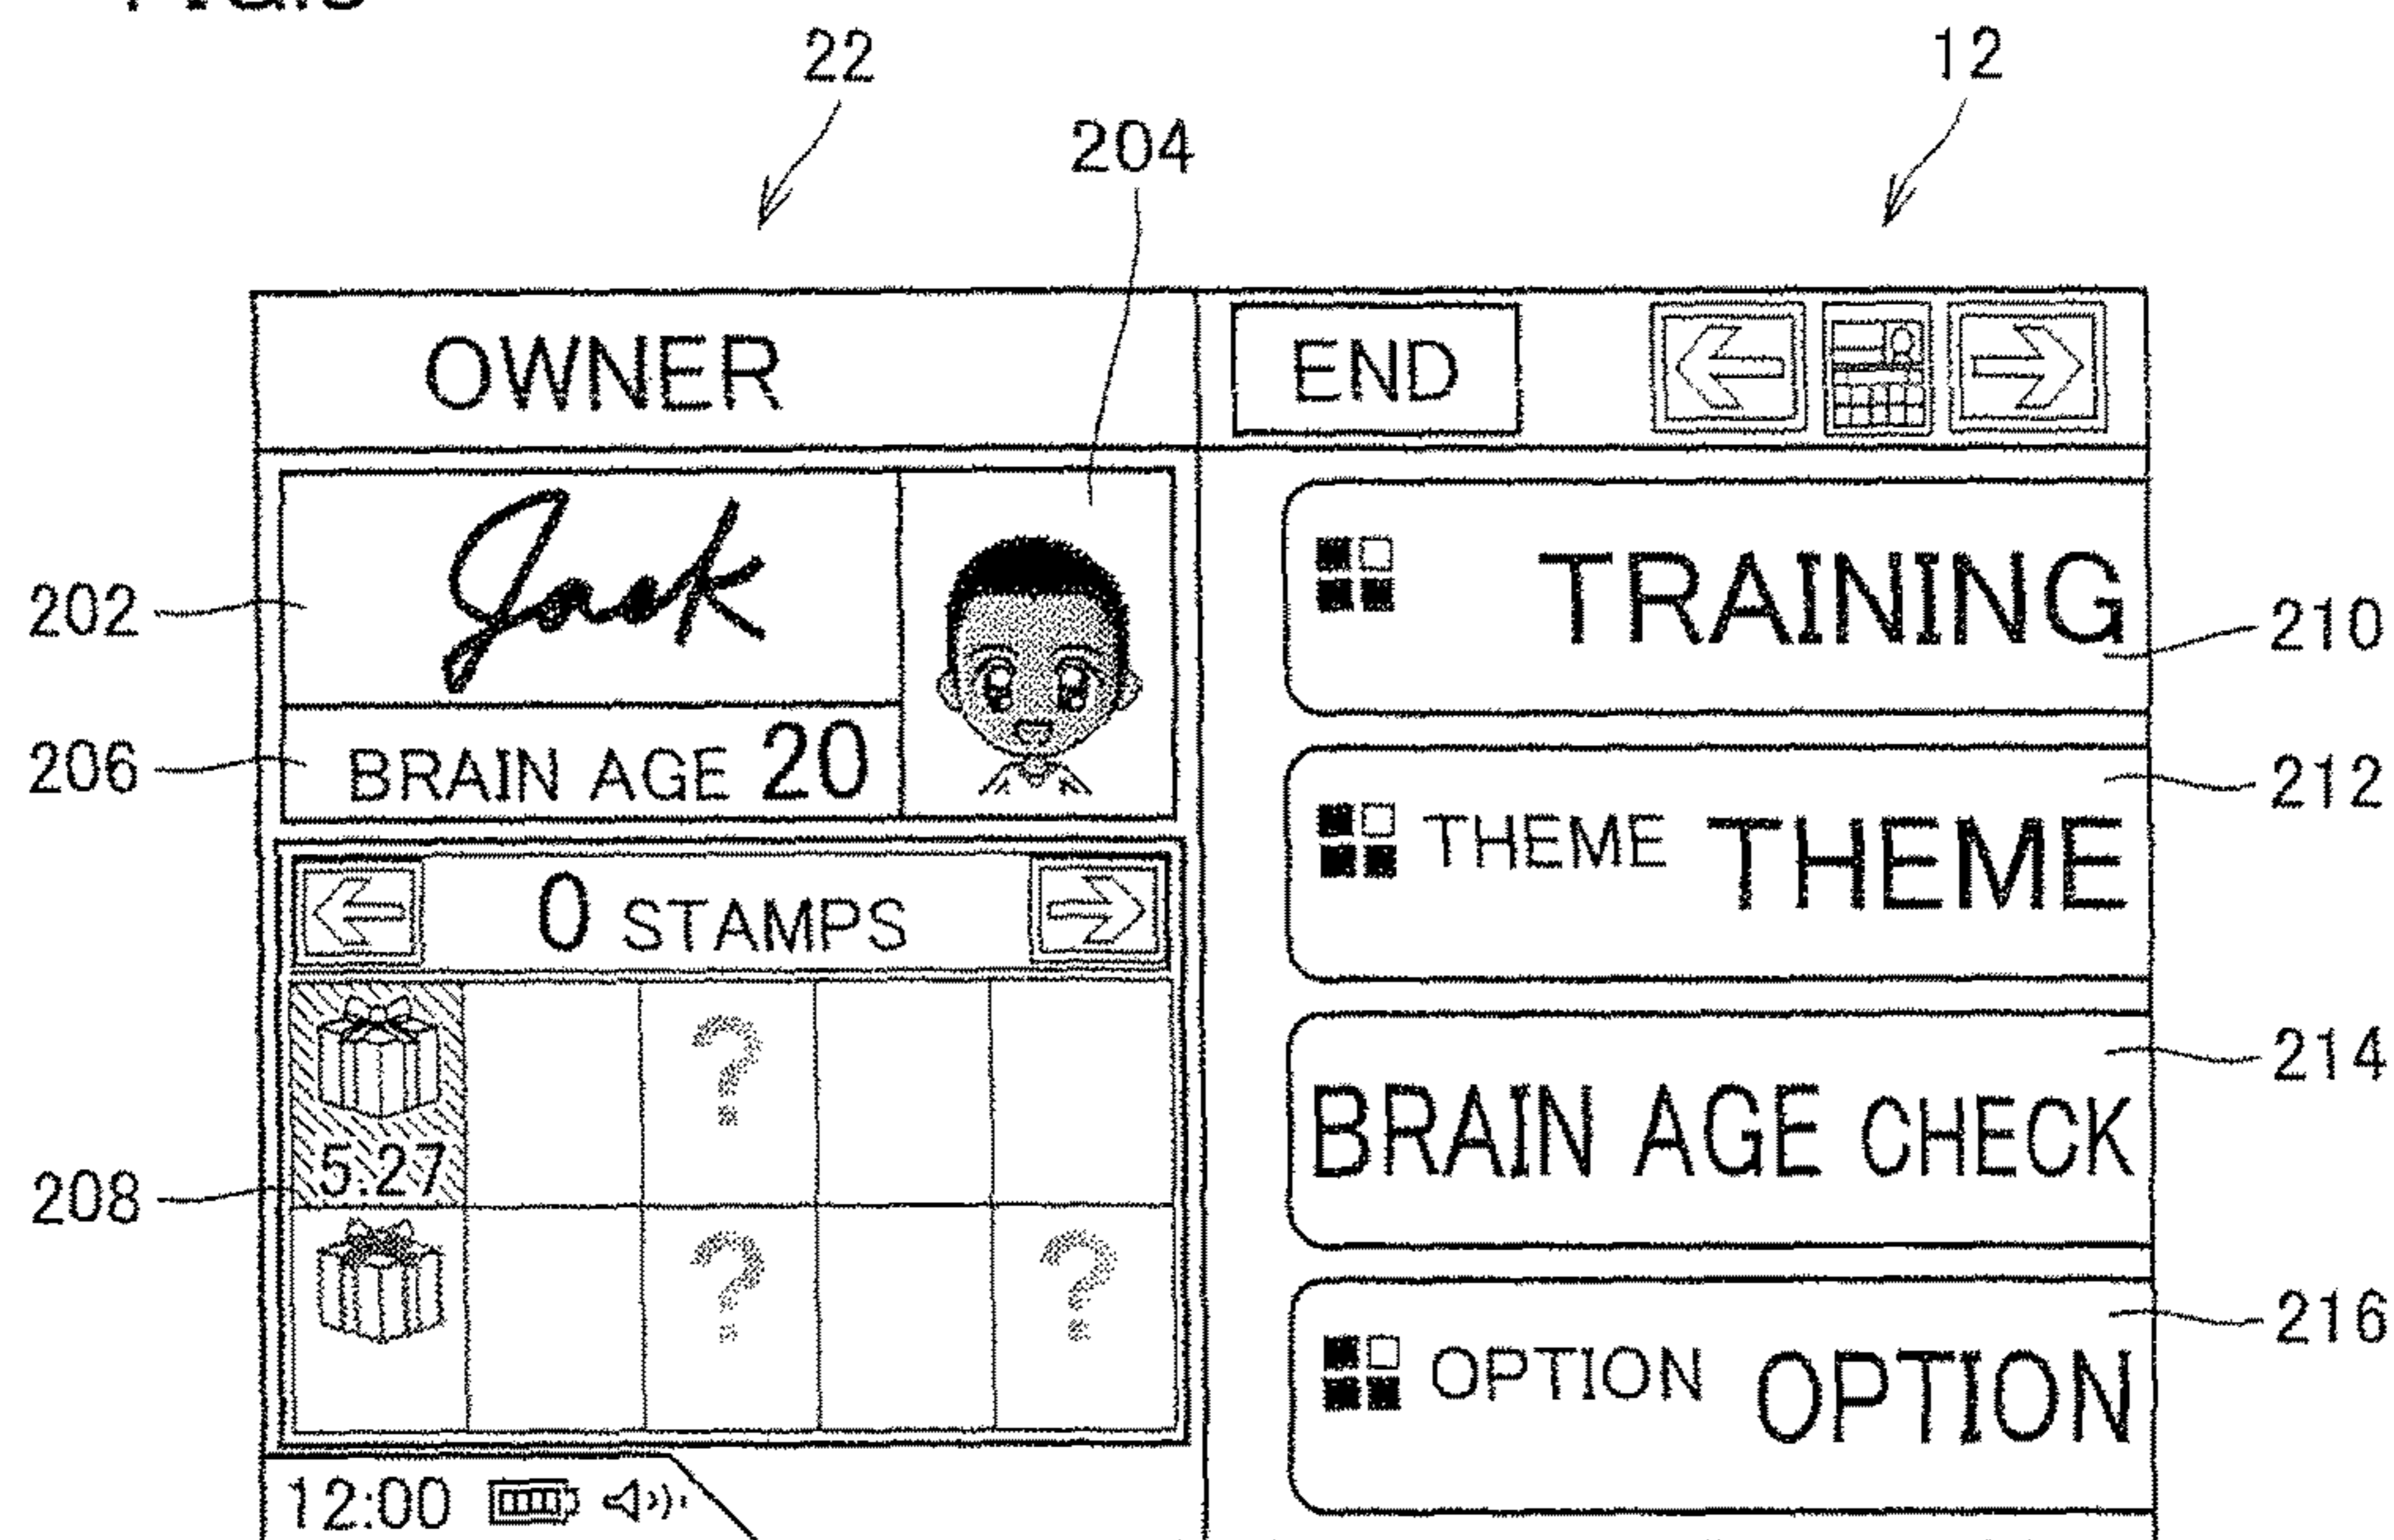 22
12
204
OWNER
END
202
Jack
TRAINING
210
206
BRAIN AGE 20
212
THEME THEME
0 STAMPS
?
5.27
214
BRAIN AGE CHECK
208
? ?
216
OPTION OPTION
12:00